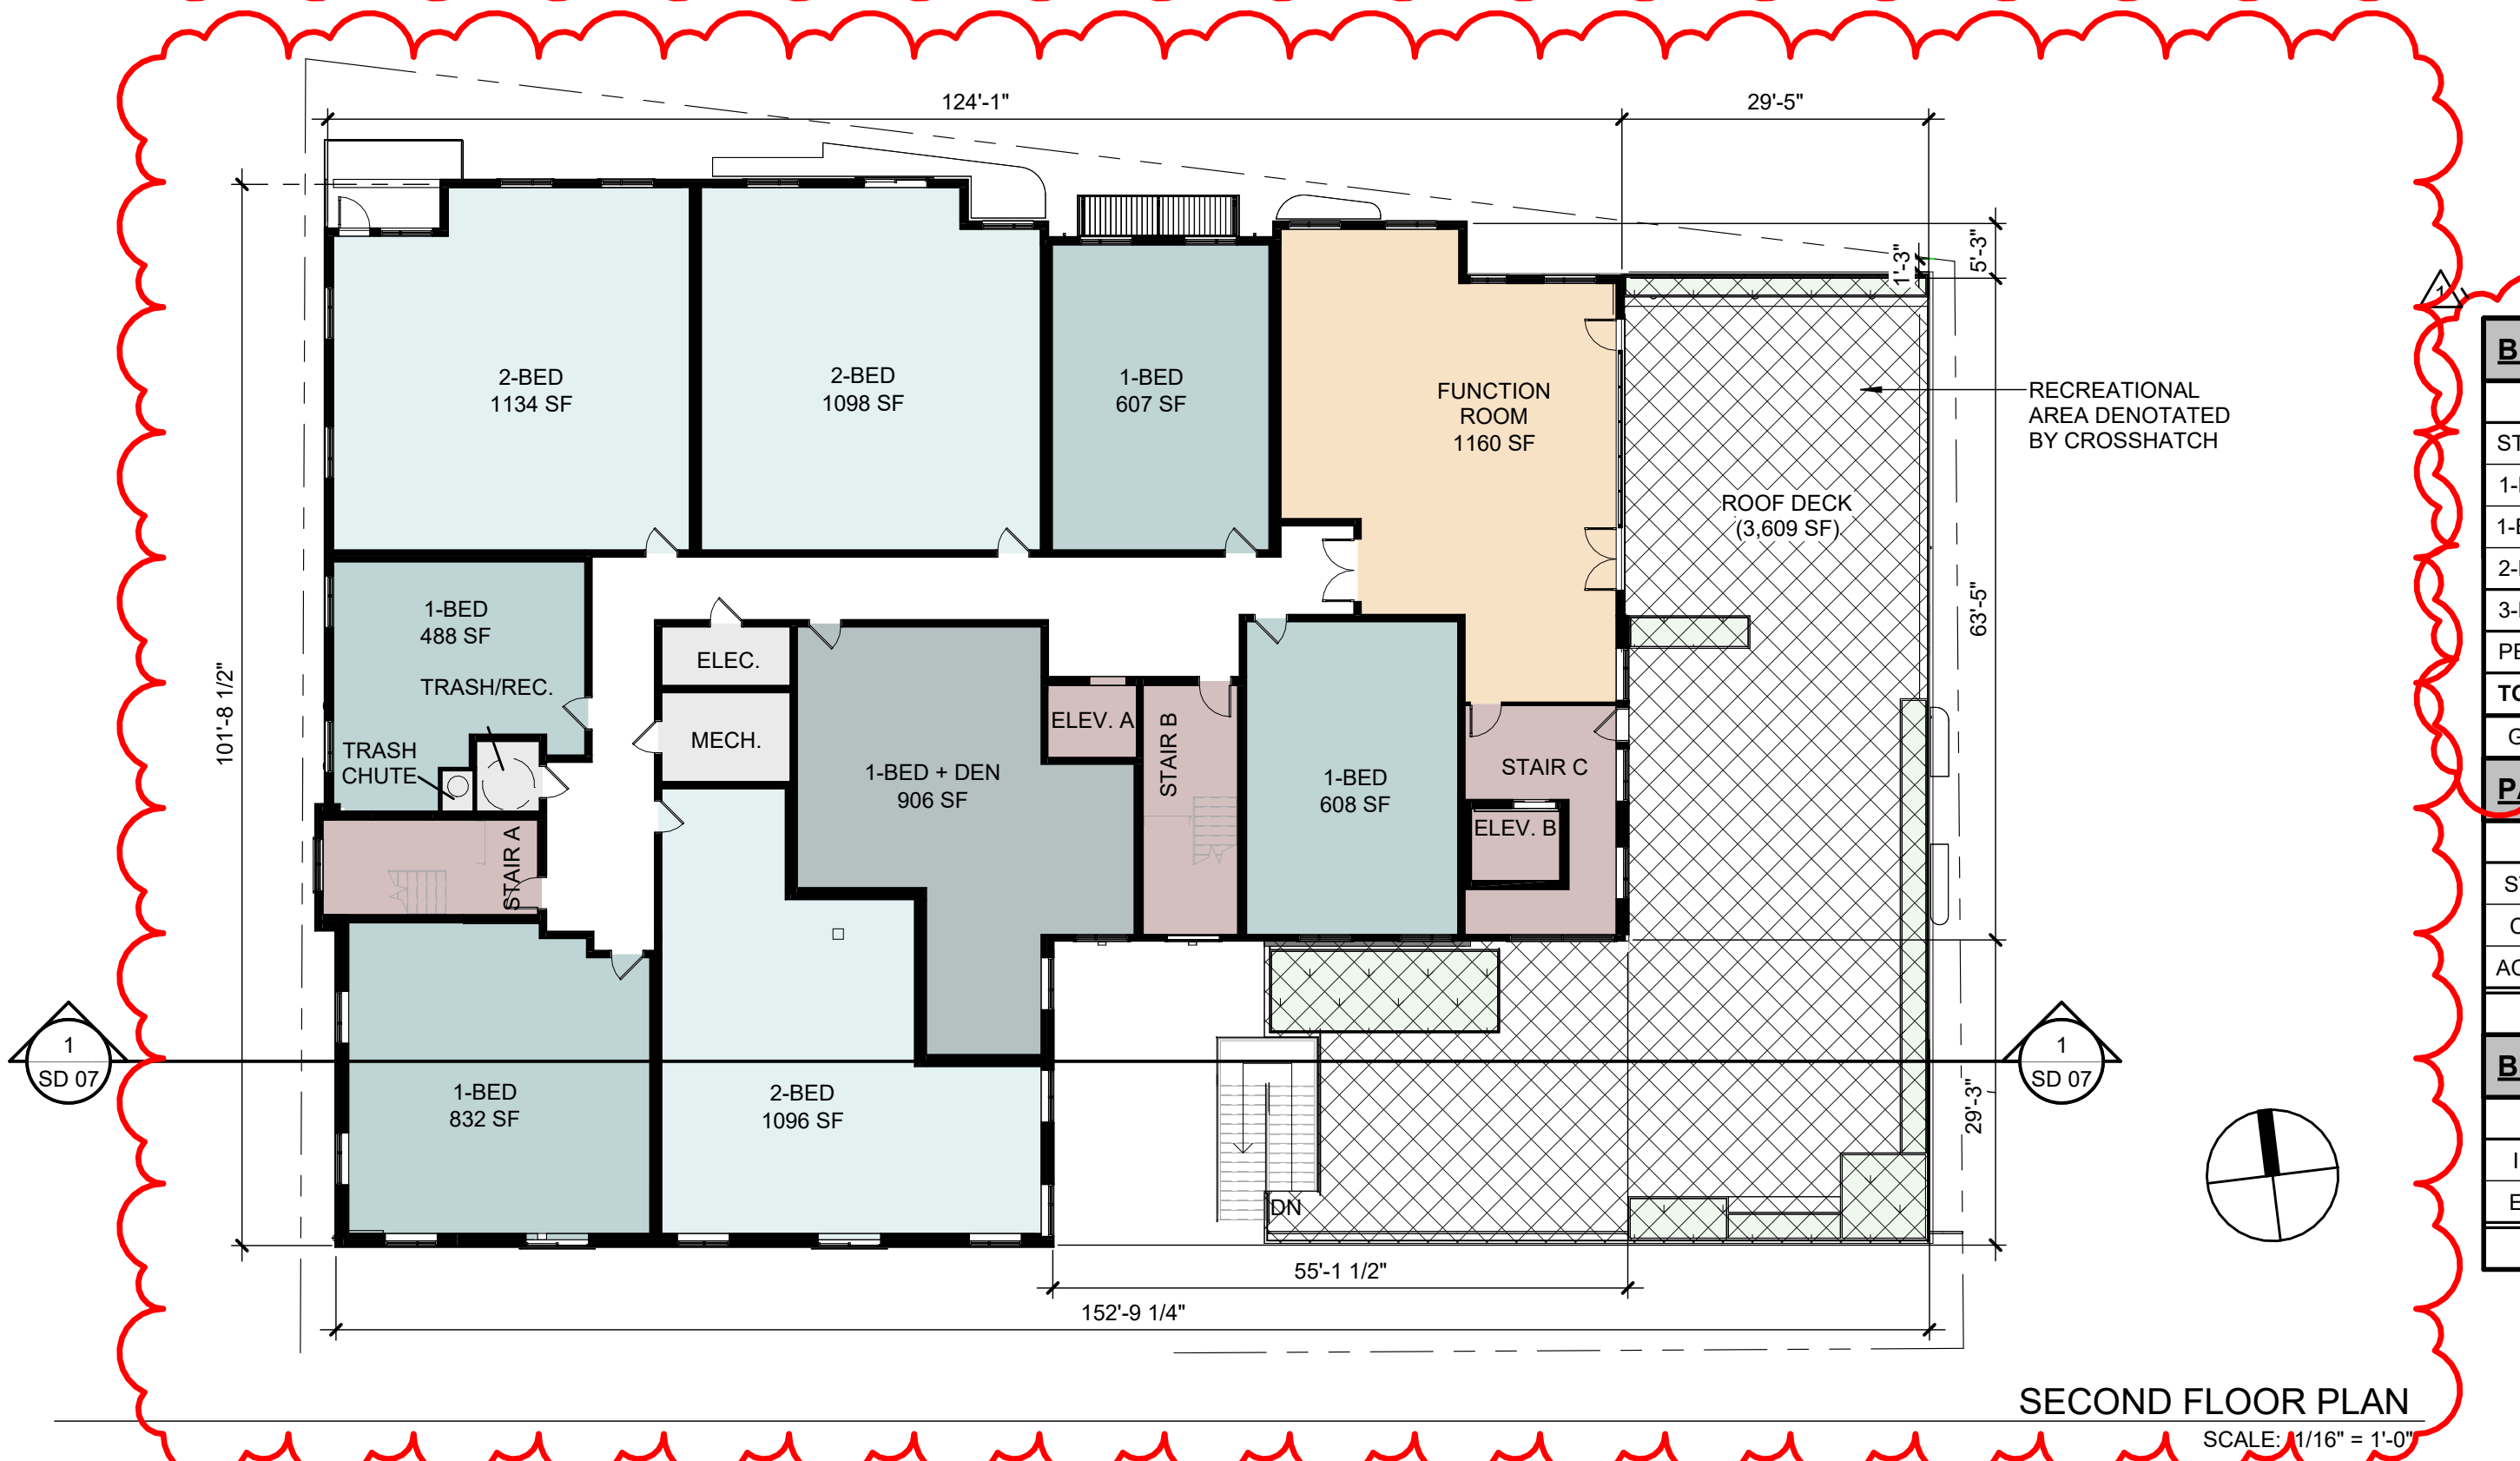 124'-1"
29'-5"
5'-3"
1'-3"
1
2-BED
1134 SF
2-BED
1098 SF
1-BED
607 SF
FUNCTION
ROOM
1160 SF
RECREATIONAL
AREA DENOTATED
BY CROSSHATCH
ROOF DECK
(3,609 SF)
1-BED
488 SF
TRASH/REC.
TRASH
CHUTE
ELEC.
MECH.
1-BED + DEN
906 SF
ELEV. A
STAIR B
1-BED
608 SF
STAIR C
ELEV. B
STAIR A
101'-8 1/2"
63'-5"
29'-3"
1
SD 07
1
SD 07
1-BED
832 SF
2-BED
1096 SF
DN
55'-1 1/2"
152'-9 1/4"
SECOND FLOOR PLAN
SCALE: 1/16" = 1'-0"